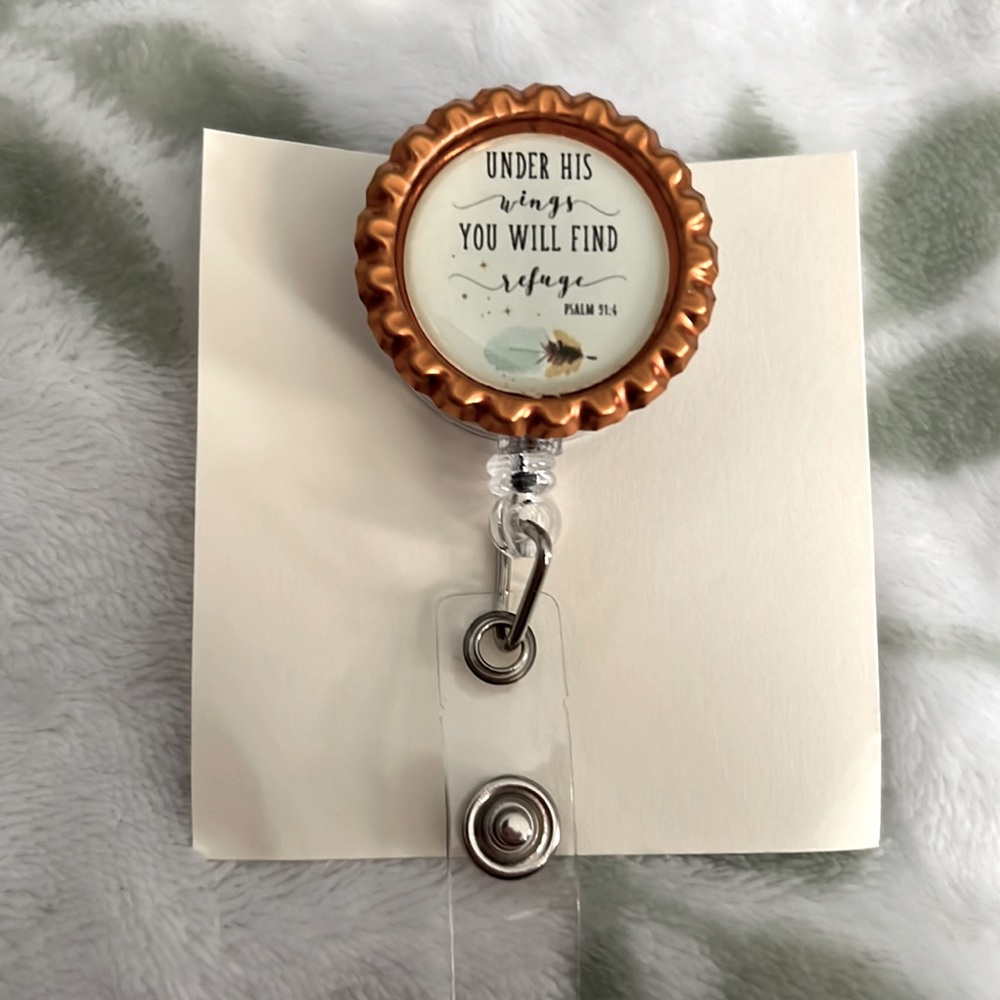 UNDER HIS
wings
YOU WILL FIND
refuge
PSALM 91:4